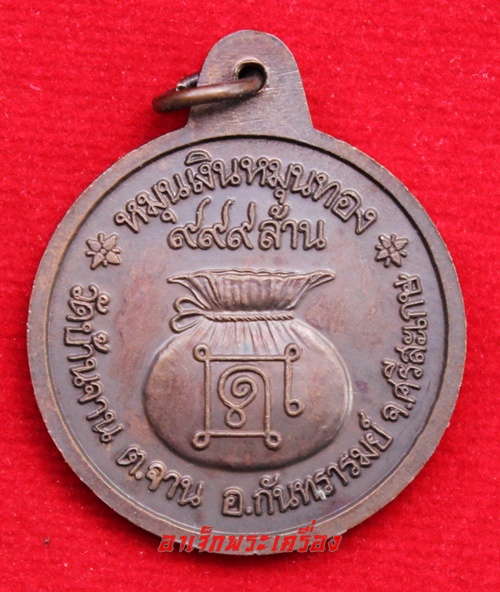 หมุนเงินหมุนทอง
๙๙๙ล้าน
วัดบ้านจาน ต.จาน อ.กันทรารมย์ จ.ศรีสะเกษ
ด
อาเร็กพระเครื่อง